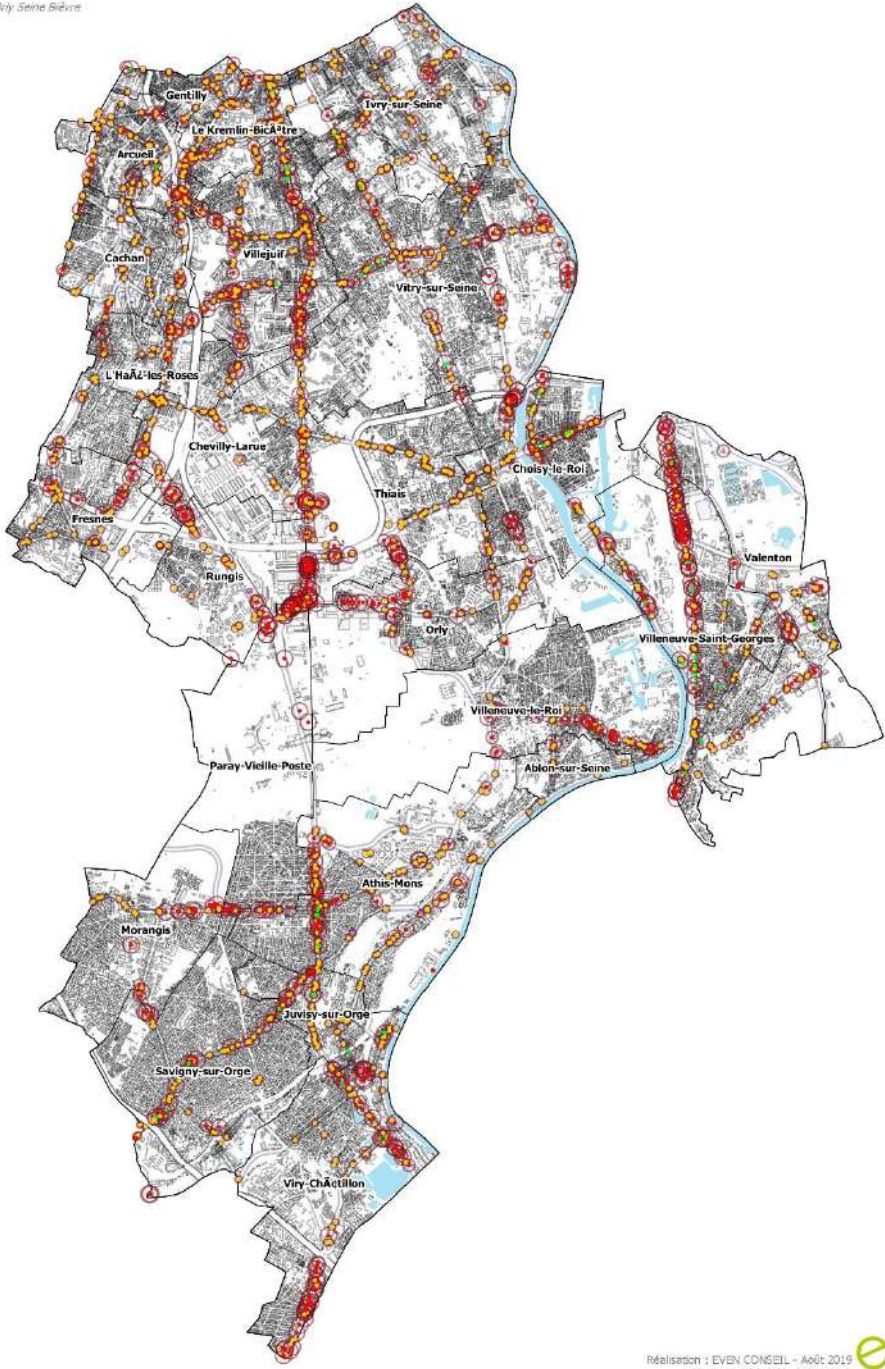 Orly Seine Bièvre
Gentilly
Ivry-sur-Seine
Le Kremlin-BicÃªtre
Arcueil
Cachan
Villejuif
Vitry-sur-Seine
L'HaÃ¿-les-Roses
Chevilly-Larue
Choisy-le-Roi
Thiais
Fresnes
Valenton
Rungis
Orly
Villeneuve-Saint-Georges
Villeneuve-le-Roi
Paray-Vieille-Poste
Ablon-sur-Seine
Athis-Mons
Morangis
Juvisy-sur-Orge
Savigny-sur-Orge
Viry-ChÃ¢tillon
Réalisation : EVEN CONSEIL - Août 2019
e